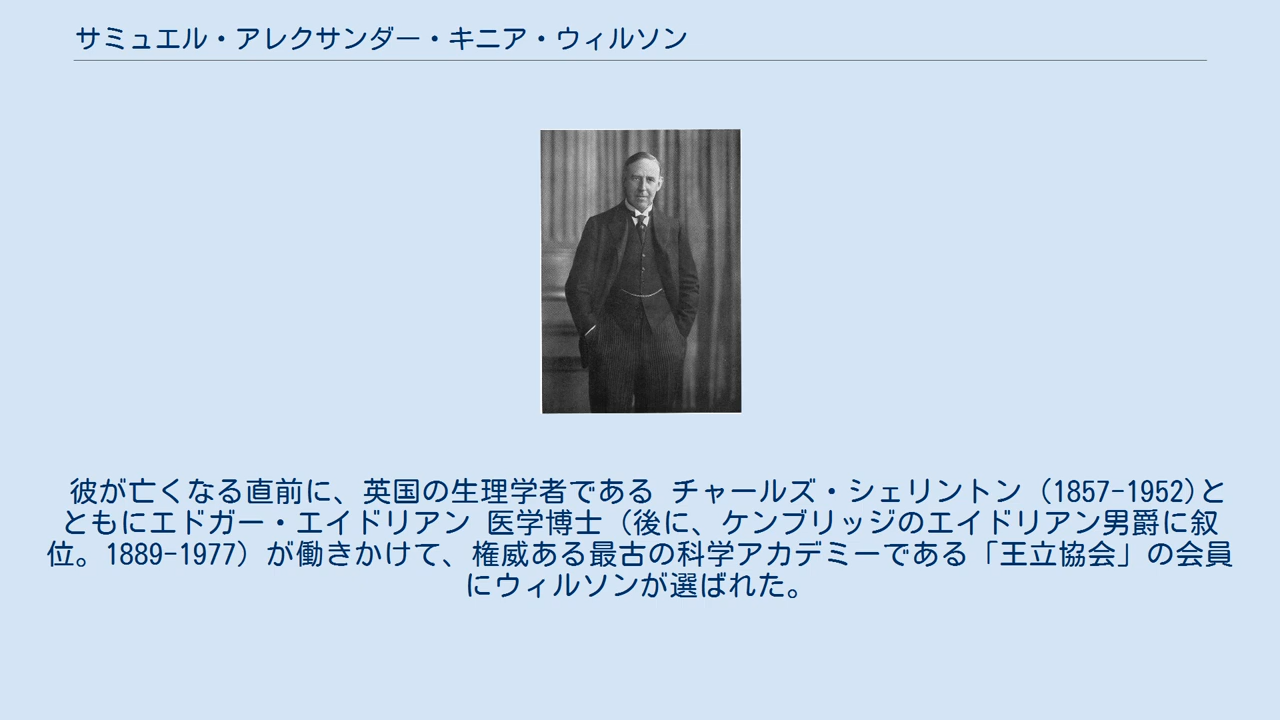 サミュエル・アレクサンダー・キニア・ウィルソン
彼が亡くなる直前に、英国の生理学者である チャールズ・シェリントン (1857-1952)と
ともにエドガー・エイドリアン 医学博士（後に、ケンブリッジのエイドリアン男爵に叙
位。1889-1977）が働きかけて、権威ある最古の科学アカデミーである「王立協会」の会員
にウィルソンが選ばれた。